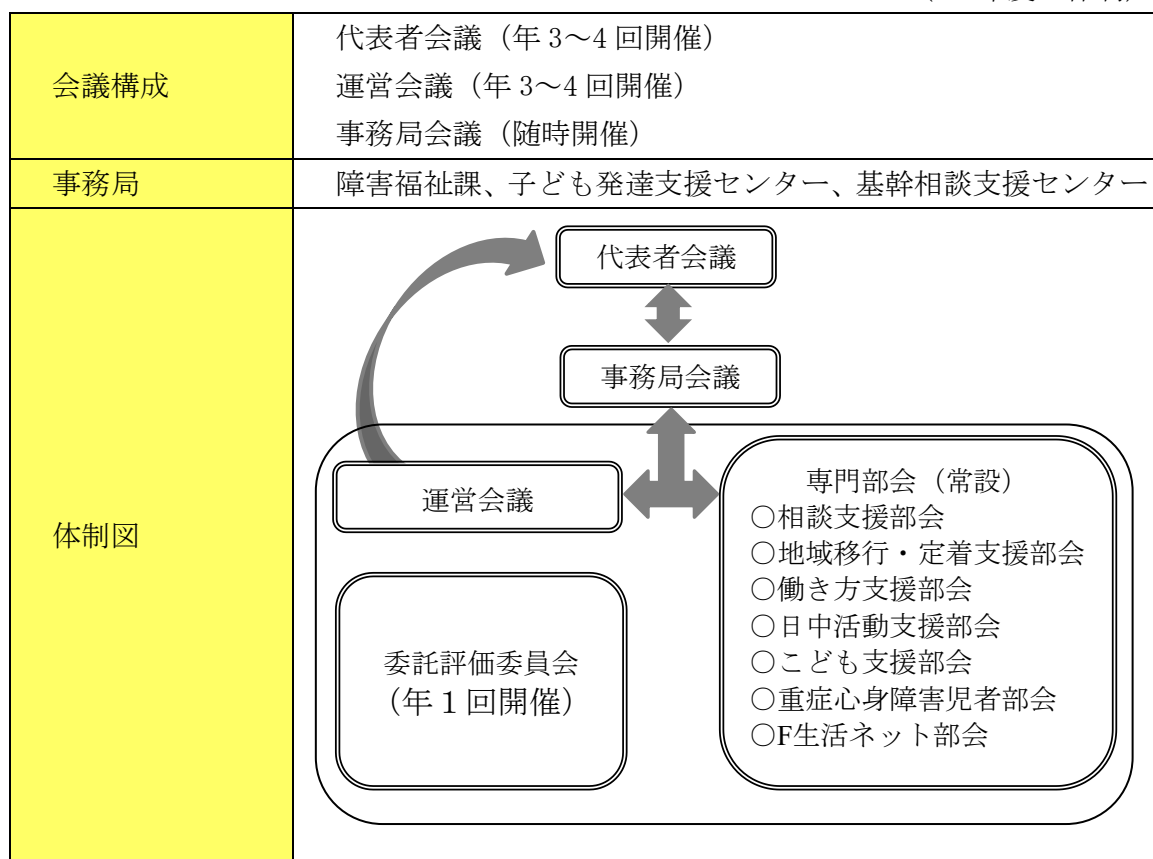 会議構成
代表者会議（年 3～4 回開催）
運営会議（年 3～4 回開催）
事務局会議（随時開催）
事務局
障害福祉課、子ども発達支援センター、基幹相談支援センター
体制図
代表者会議
事務局会議
運営会議
委託評価委員会
（年１回開催）
専門部会（常設）
○相談支援部会
○地域移行・定着支援部会
○働き方支援部会
○日中活動支援部会
○こども支援部会
○重症心身障害児者部会
○F生活ネット部会